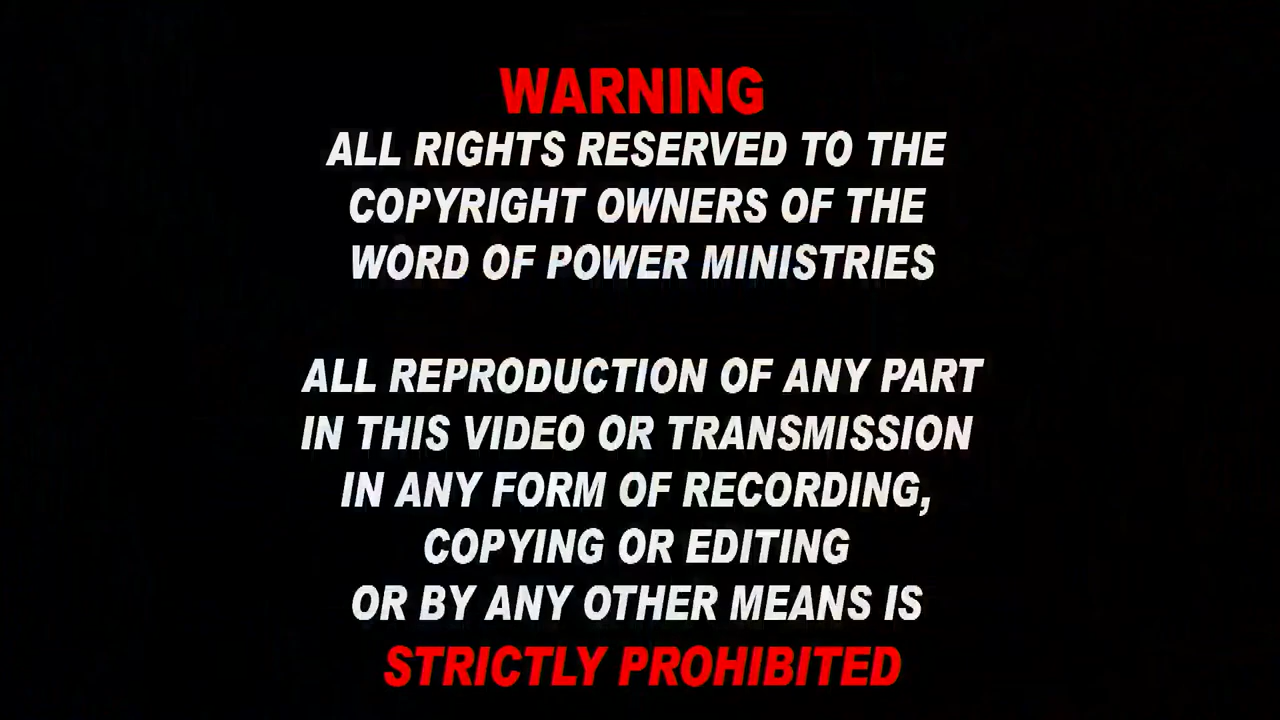 WARNING
ALL RIGHTS RESERVED TO THE
COPYRIGHT OWNERS OF THE
WORD OF POWER MINISTRIES
ALL REPRODUCTION OF ANY PART
IN THIS VIDEO OR TRANSMISSION
IN ANY FORM OF RECORDING,
COPYING OR EDITING
OR BY ANY OTHER MEANS IS
STRICTLY PROHIBITED